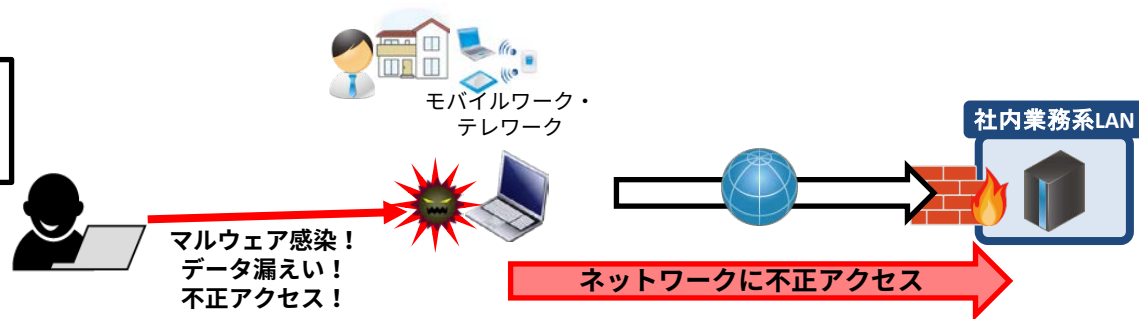 モバイルワーク・
テレワーク
社内業務系LAN
マルウェア感染！
データ漏えい！
不正アクセス！
ネットワークに不正アクセス